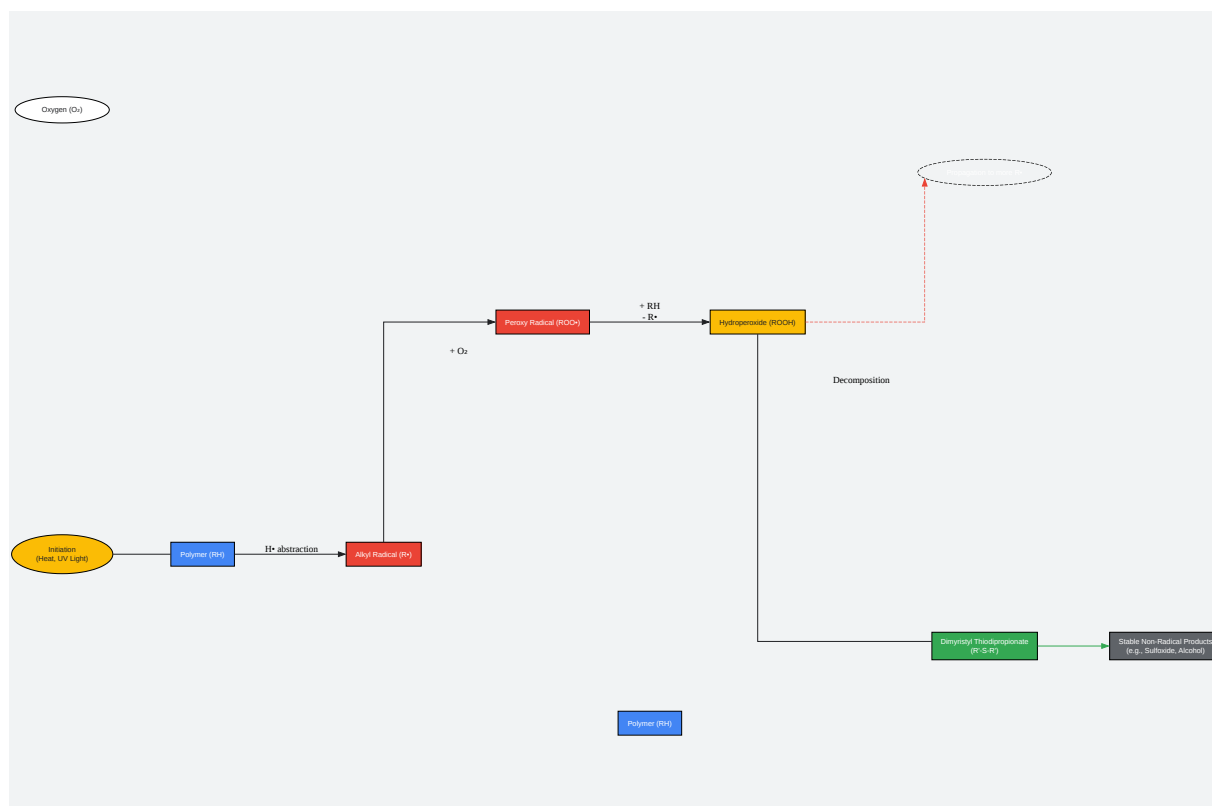 Oxygen (O₂)
+ RH
- R•
Peroxy Radical (ROO•)
Hydroperoxide (ROOH)
+ O₂
Decomposition
Initiation
(Heat, UV Light)
Polymer (RH)
H• abstraction
Alkyl Radical (R•)
Dimyristyl Thiodipropionate
(R'-S-R')
Stable Non-Radical Products
(e.g., Sulfoxide, Alcohol)
Polymer (RH)